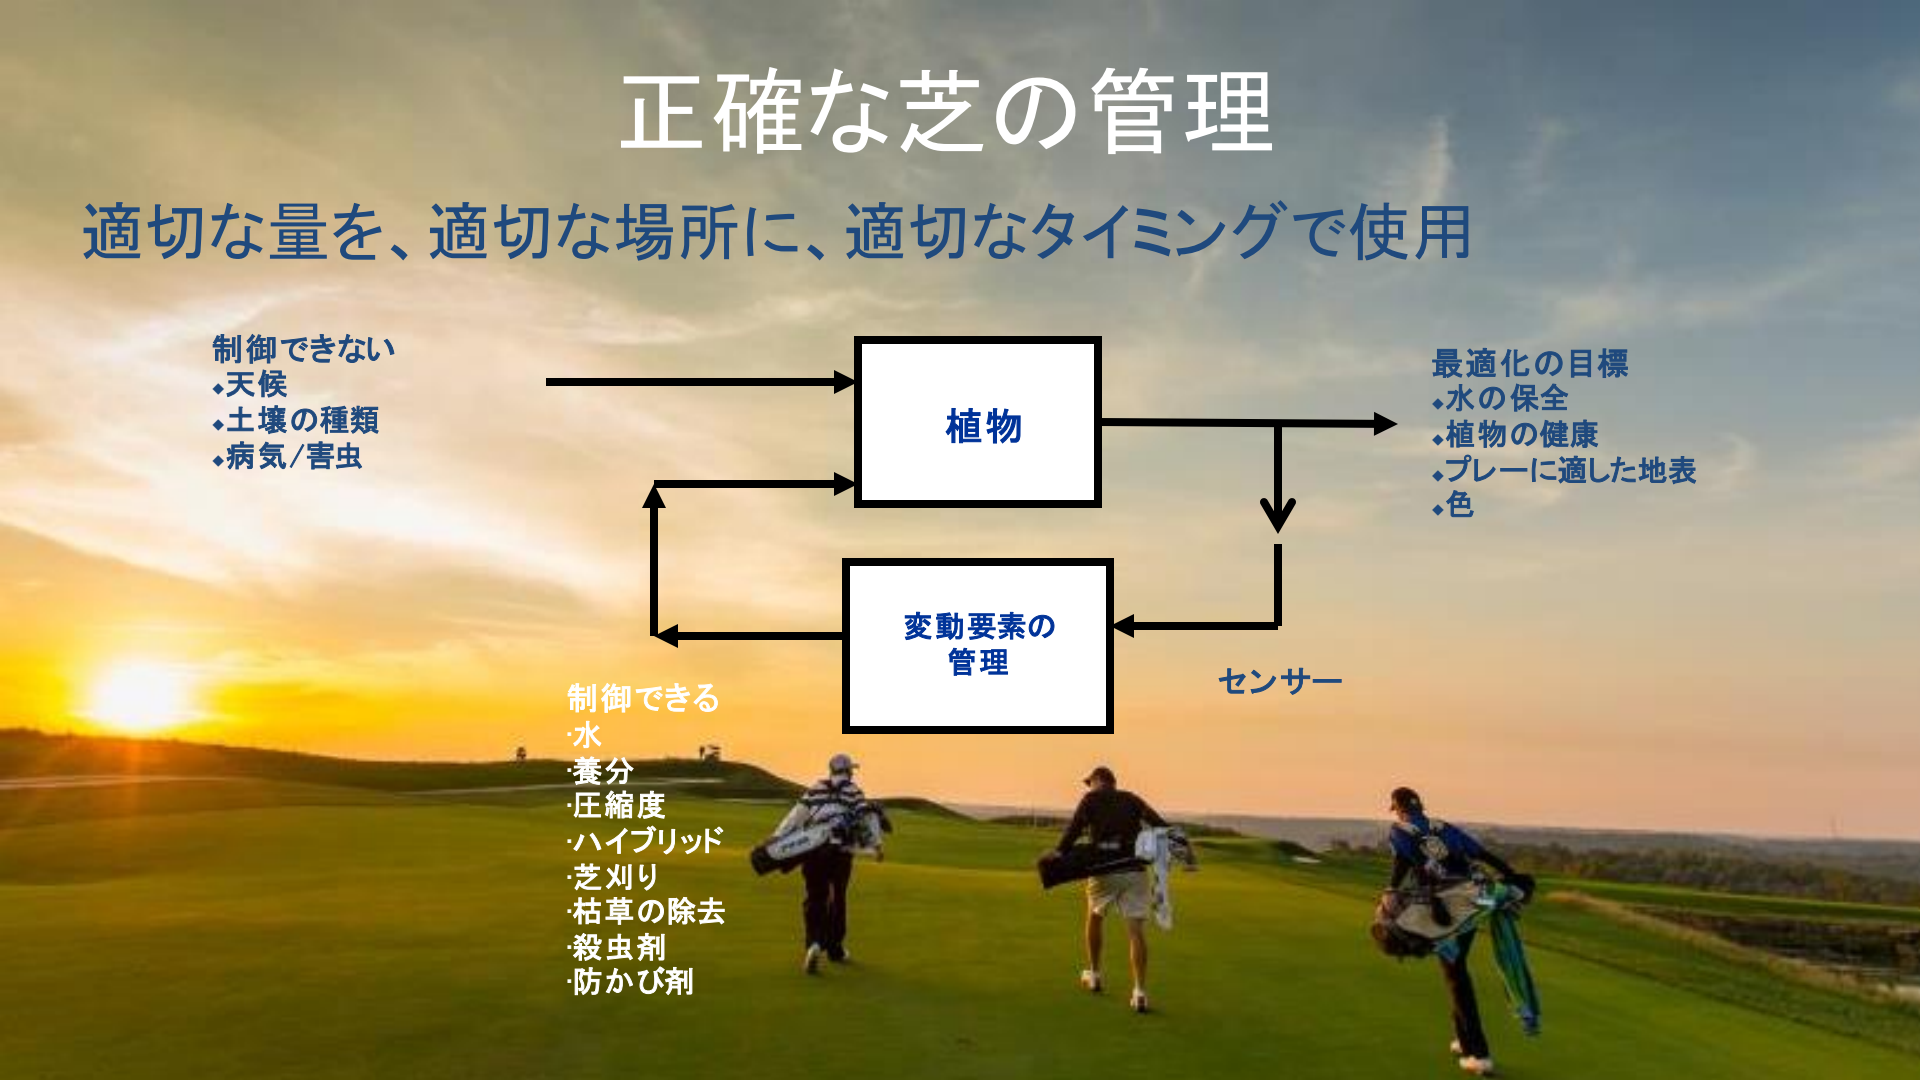 正確な芝の管理
適切な量を、適切な場所に、適切なタイミングで使用
制御できない
◆天候
◆土壌の種類
◆病気/害虫
植物
最適化の目標
◆水の保全
◆植物の健康
◆プレーに適した地表
◆色
変動要素の
管理
センサー
制御できる
·水
·養分
·圧縮度
·ハイブリッド
·芝刈り
·枯草の除去
·殺虫剤
·防かび剤